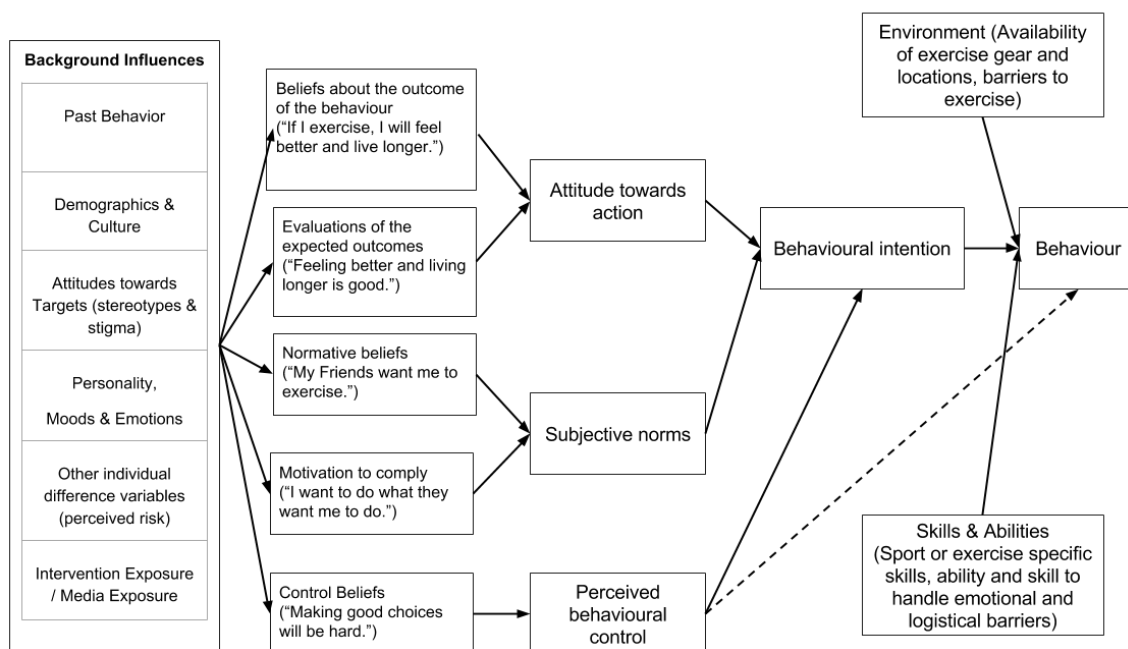 Background Influences
Past Behavior
Demographics &
Culture
Attitudes towards
Targets (stereotypes &
stigma)
Personality,
Moods & Emotions
Other individual
difference variables
(perceived risk)
Intervention Exposure
/ Media Exposure
Beliefs about the outcome
of the behaviour
(“If I exercise, I will feel
better and live longer.”)
Evaluations of the
expected outcomes
(“Feeling better and living
longer is good.”)
Normative beliefs
(“My Friends want me to
exercise.”)
Motivation to comply
(“I want to do what they
want me to do.”)
Control Beliefs
(“Making good choices
will be hard.”)
Attitude towards
action
Subjective norms
Perceived
behavioural
control
Behavioural intention
Environment (Availability
of exercise gear and
locations, barriers to
exercise)
Behaviour
Skills & Abilities
(Sport or exercise specific
skills, ability and skill to
handle emotional and
logistical barriers)